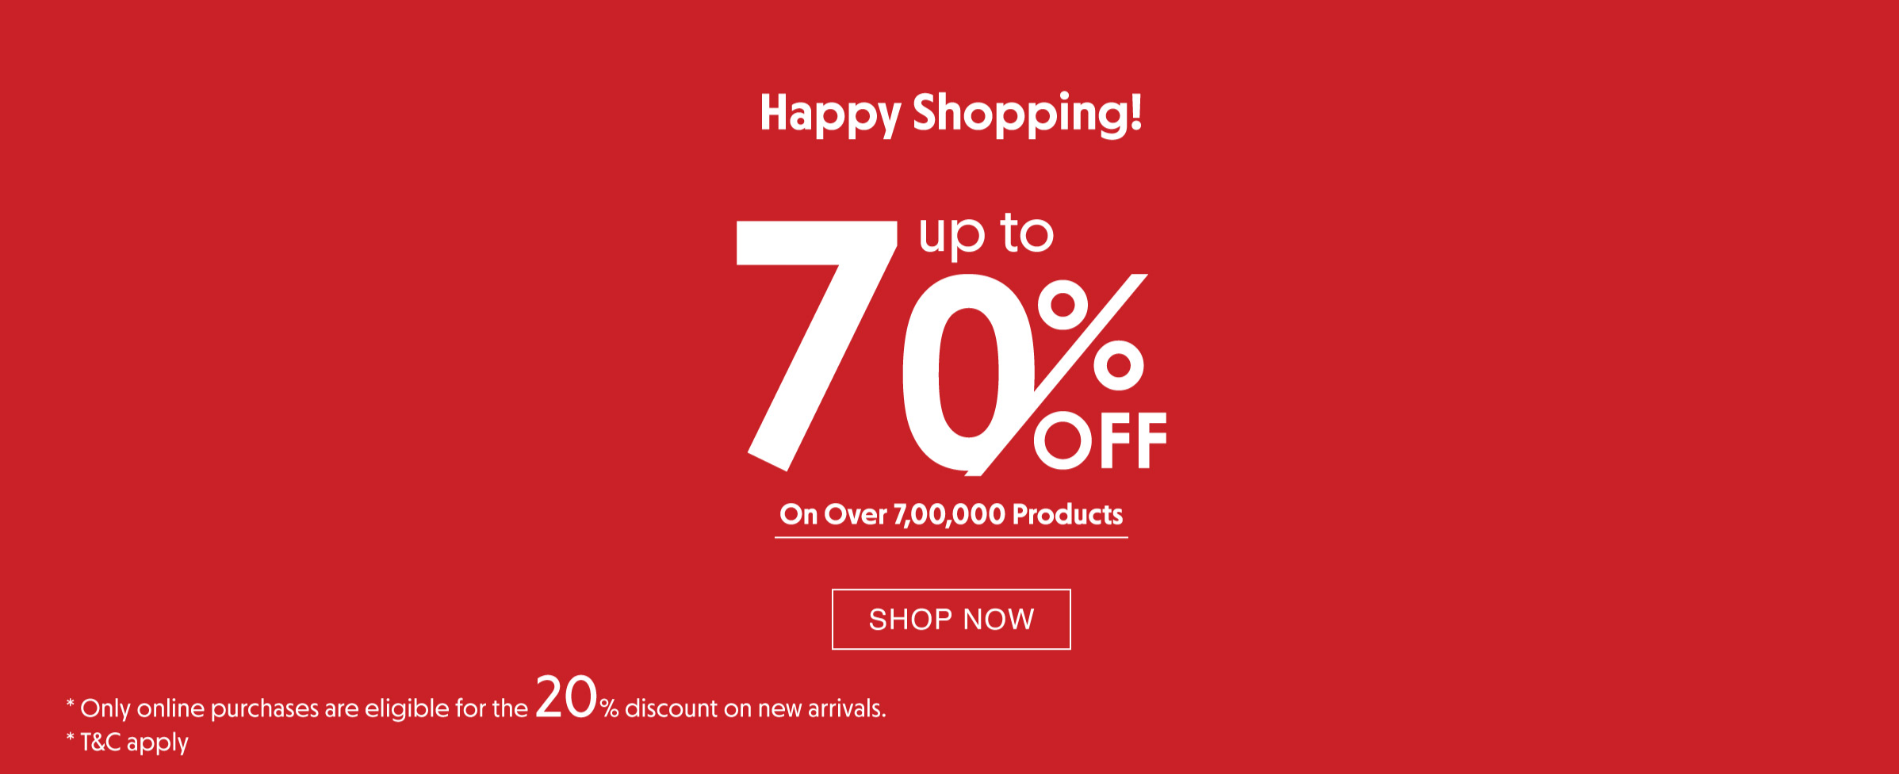 Happy Shopping!
up to
70%
OFF
On Over 7,00,000 Products
SHOP NOW
* Only online purchases are eligible for the 20% discount on new arrivals.
* T&C apply